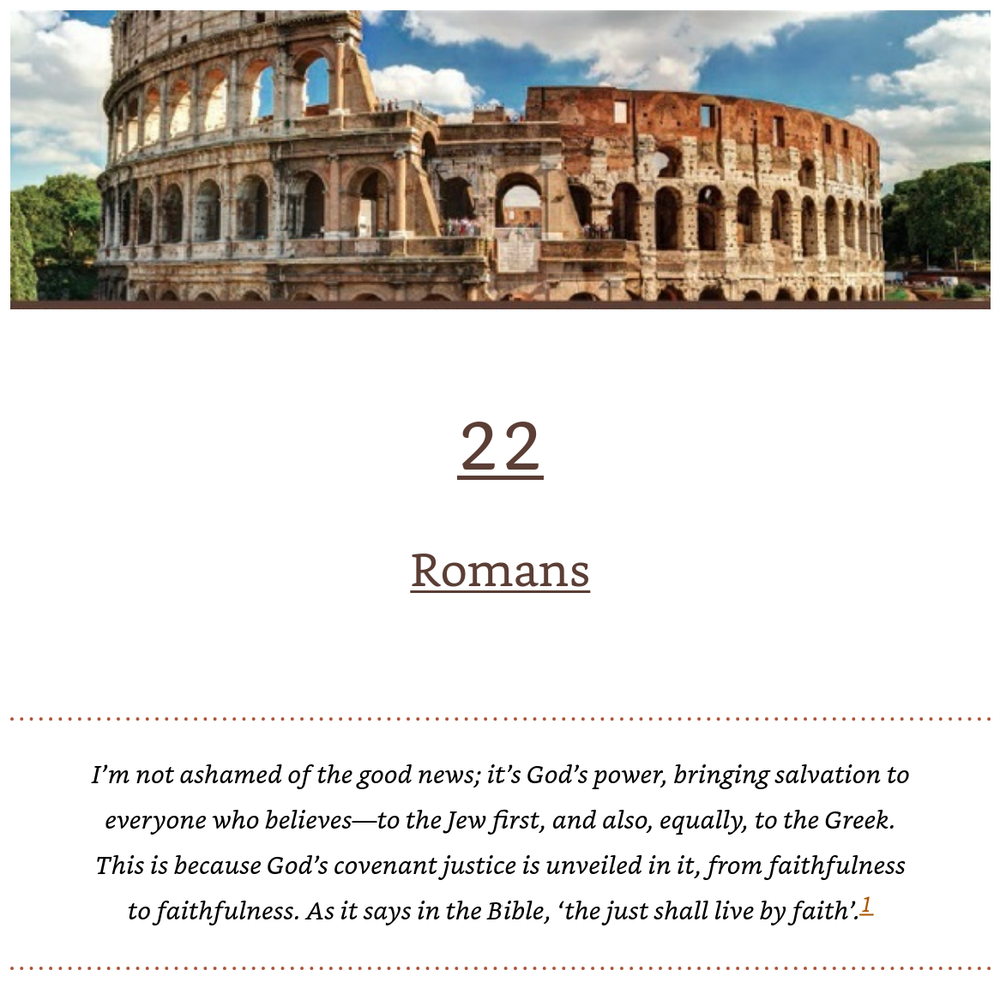 22
Romans
I’m not ashamed of the good news; it’s God’s power, bringing salvation to
everyone who believes—to the Jew first, and also, equally, to the Greek.
This is because God’s covenant justice is unveiled in it, from faithfulness
to faithfulness. As it says in the Bible, ‘the just shall live by faith’.1